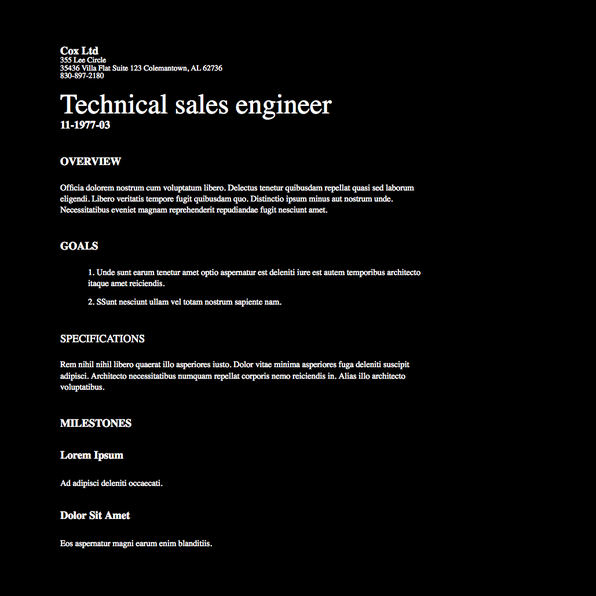 Cox Ltd
355 Lee Circle
35436 Villa Flat Suite 123 Colemantown, AL 62736
830-897-2180
Technical sales engineer
11-1977-03
OVERVIEW
Officia dolorem nostrum cum voluptatum libero. Delectus tenetur quibusdam repellat quasi sed laborum
eligendi. Libero veritatis tempore fugit quibusdam quo. Distinctio ipsum minus aut nostrum unde.
Necessitatibus eveniet magnam reprehenderit repudiandae fugit nesciunt amet.
GOALS
1. Unde sunt earum tenetur amet optio aspernatur est deleniti iure est autem temporibus architecto
itaque amet reiciendis.
2. SSunt nesciunt ullam vel totam nostrum sapiente nam.
SPECIFICATIONS
Rem nihil nihil libero quaerat illo asperiores iusto. Dolor vitae minima asperiores fuga deleniti suscipit
adipisci. Architecto necessitatibus numquam repellat corporis nemo reiciendis in. Alias illo architecto
voluptatibus.
MILESTONES
Lorem Ipsum
Ad adipisci deleniti occaecati.
Dolor Sit Amet
Eos aspernatur magni earum enim blanditiis.